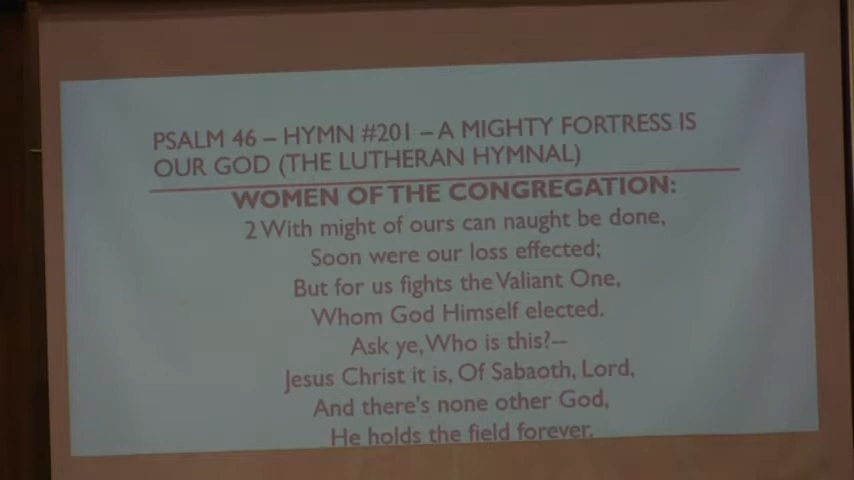 PSALM 46 – HYMN #201 – A MIGHTY FORTRESS IS
OUR GOD (THE LUTHERAN HYMNAL)
WOMEN OF THE CONGREGATION:
2 With might of ours can naught be done,
Soon were our loss effected;
But for us fights the Valiant One,
Whom God Himself elected.
Ask ye, Who is this?--
Jesus Christ it is, Of Sabaoth, Lord,
And there's none other God,
He holds the field forever.